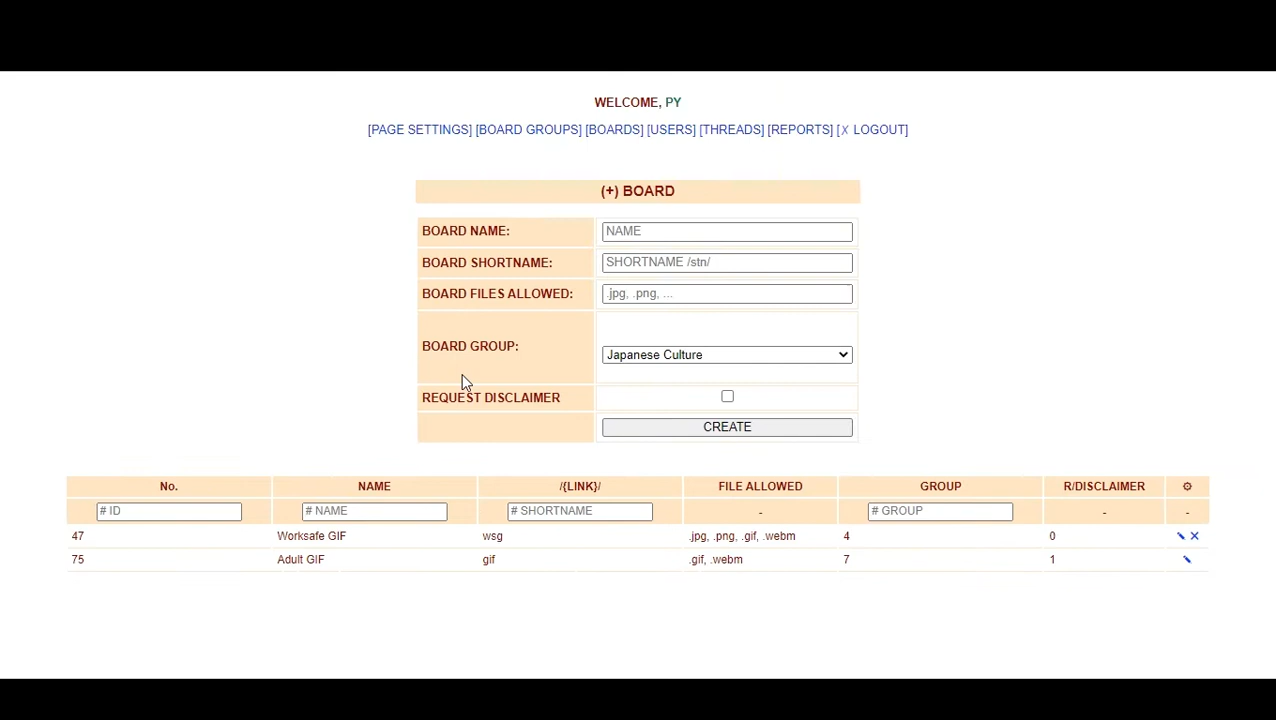 WELCOME, PY
[PAGE SETTINGS] [BOARD GROUPS] [BOARDS] [USERS] [THREADS] [REPORTS] [X LOGOUT]
(+) BOARD
BOARD NAME: NAME
BOARD SHORTNAME: SHORTNAME /stn/
BOARD FILES ALLOWED: .jpg, .png, ...
BOARD GROUP: Japanese Culture
REQUEST DISCLAIMER
CREATE
No. NAME /{LINK}/ FILE ALLOWED GROUP R/DISCLAIMER ⚙
# ID # NAME # SHORTNAME - # GROUP - -
47 Worksafe GIF wsg .jpg, .png, .gif, .webm 4 0
75 Adult GIF gif .gif, .webm 7 1